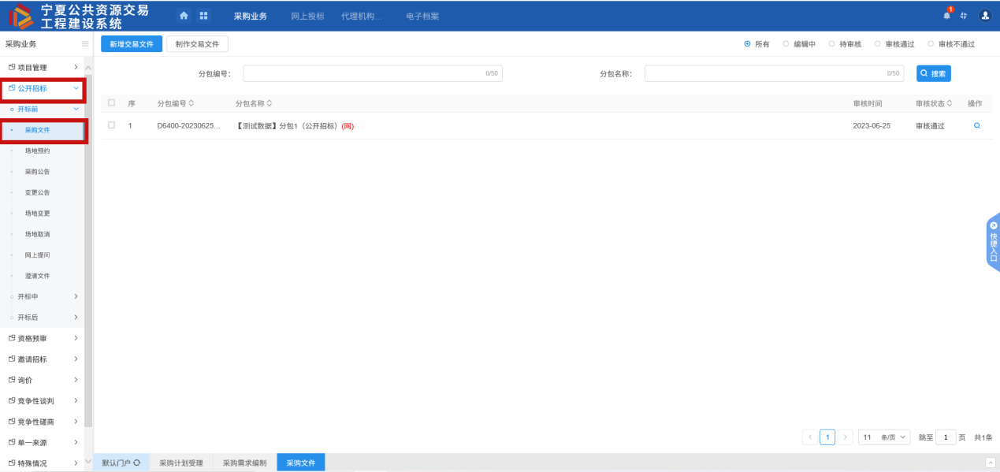 宁夏公共资源交易
工程建设系统
采购业务
网上投标
代理机构...
电子档案
1
采购业务
新增交易文件
制作交易文件
所有
编辑中
待审核
审核通过
审核不通过
项目管理
公开招标
开标前
采购文件
场地预约
采购公告
变更公告
场地变更
场地取消
网上提问
澄清文件
开标中
开标后
资格预审
邀请招标
询价
竞争性谈判
竞争性磋商
单一来源
特殊情况
分包编号:
0/50
分包名称:
0/50
搜索
序
分包编号
分包名称
审核时间
审核状态
操作
1
D6400-20230625...
【测试数据】分包1（公开招标）(网)
2023-06-25
审核通过
快捷入口
1
11 条/页
跳至 1 页
共1条
默认门户
采购计划受理
采购需求编制
采购文件